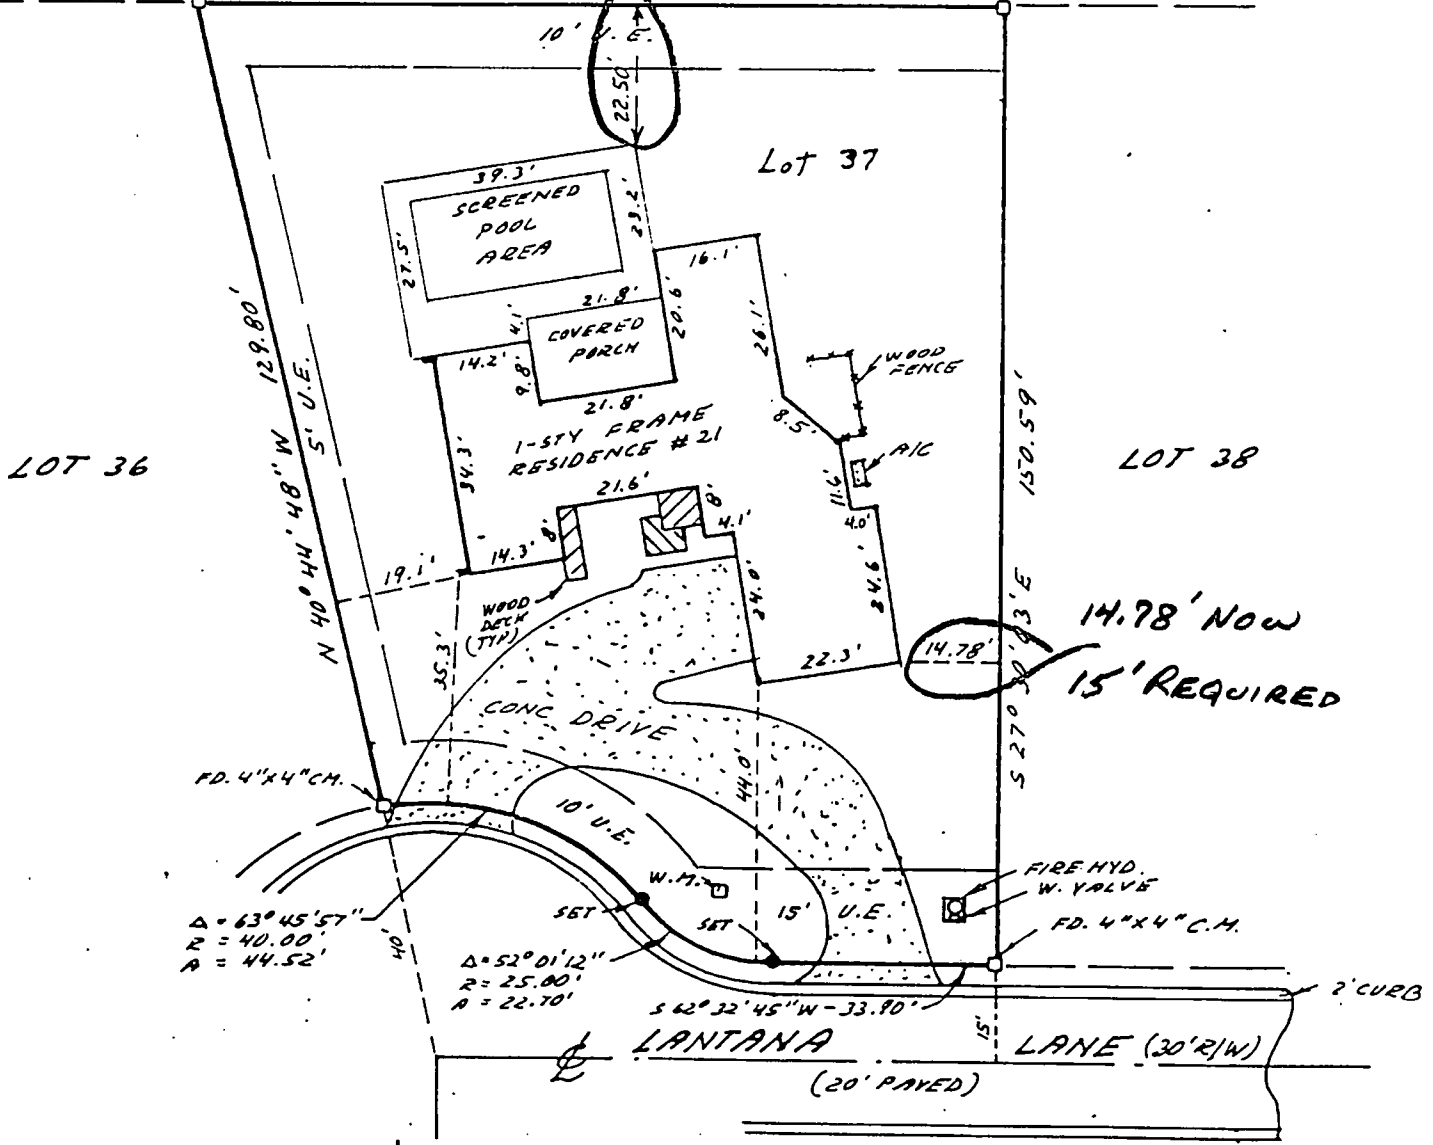 10' U.E.
22.50'
LOT 37
39.3'
SCREENED
POOL
AREA
23.2'
27.5'
16.1'
21.8'
4.1'
COVERED
PORCH
20.6'
26.1'
14.2'
9.8'
21.8'
WOOD
FENCE
8.5'
129.80'
5' U.E.
1-STY FRAME
RESIDENCE #21
A/C
150.59'
LOT 36
LOT 38
34.3'
21.6'
8'
8'
11.6'
4.1'
4.0'
14.3'
19.1'
N 40° 44' 48" W
WOOD
DECK
(TYP)
24.0'
14.78' NOW
14.78'
35.3'
22.3'
15' REQUIRED
CONC DRIVE
44.0'
FD. 4"X4" C.M.
10' U.E.
W.M.
FIRE HYD.
W. VALVE
SET
SET
15' U.E.
FD. 4"X4" C.M.
Δ = 63° 45' 57"
R = 40.00'
A = 44.52'
40'
Δ = 52° 01' 12"
R = 25.00'
A = 22.70'
S 62° 32' 45" W - 33.90'
2' CURB
15'
LANTANA LANE (30' R/W)
(20' PAVED)